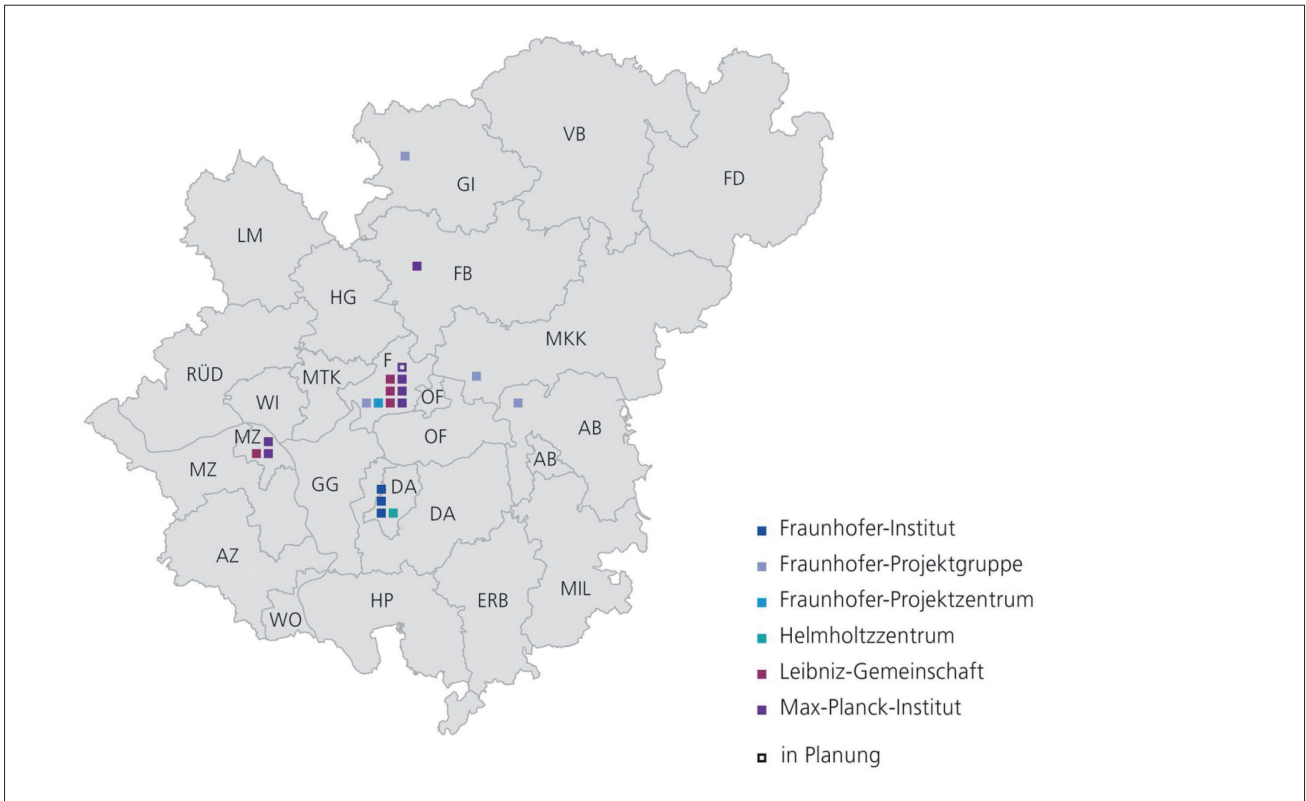 VB
FD
GI
LM
FB
HG
MKK
F
RÜD
MTK
WI
OF
AB
MZ
OF
AB
MZ
GG
DA
DA
AZ
HP
ERB
MIL
WO
Fraunhofer-Institut
Fraunhofer-Projektgruppe
Fraunhofer-Projektzentrum
Helmholtzzentrum
Leibniz-Gemeinschaft
Max-Planck-Institut
in Planung